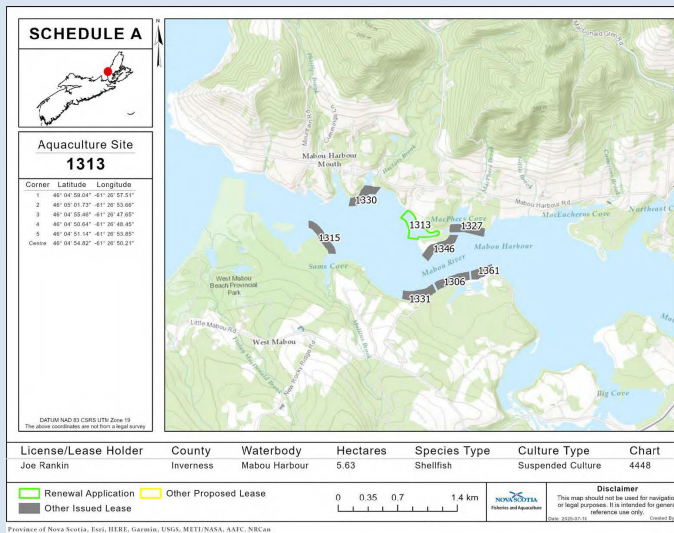 SCHEDULE A
N
Aquaculture Site
1313
Corner Latitude Longitude
1 46° 04' 59.04" -61° 26' 57.51"
2 46° 05' 01.73" -61° 26' 53.66"
3 46° 04' 55.46" -61° 26' 47.65"
4 46° 04' 50.64" -61° 26' 48.45"
5 46° 04' 51.14" -61° 26' 53.85"
Centre 46° 04' 54.82" -61° 26' 50.21"
DATUM NAD 83 CSRS UTM Zone 19
The above coordinates are not from a legal survey
Mabou Harbour
Mouth
1330
1313
MacPhees Cove
1327
Mabou Harbour Rd
MacEacherns Cove
Northeast C
1315
1346
Mabou Harbour
Sams Cove
Mabou River
1361
1306
1331
West Mabou
Beach Provincial
Park
Little Mabou Rd
West Mabou
New Rocky Ridge Rd
Big Cove
License/Lease Holder County Waterbody Hectares Species Type Culture Type Chart
Joe Rankin Inverness Mabou Harbour 5.63 Shellfish Suspended Culture 4448
Renewal Application Other Proposed Lease
Other Issued Lease
0 0.35 0.7 1.4 km
NOVA SCOTIA
Fisheries and Aquaculture
Disclaimer
This map should not be used for navigatio
or legal purposes. It is intended for genera
reference use only.
Created By
Province of Nova Scotia, Esri, HERE, Garmin, USGS, METI/NASA, AAFC, NRCan